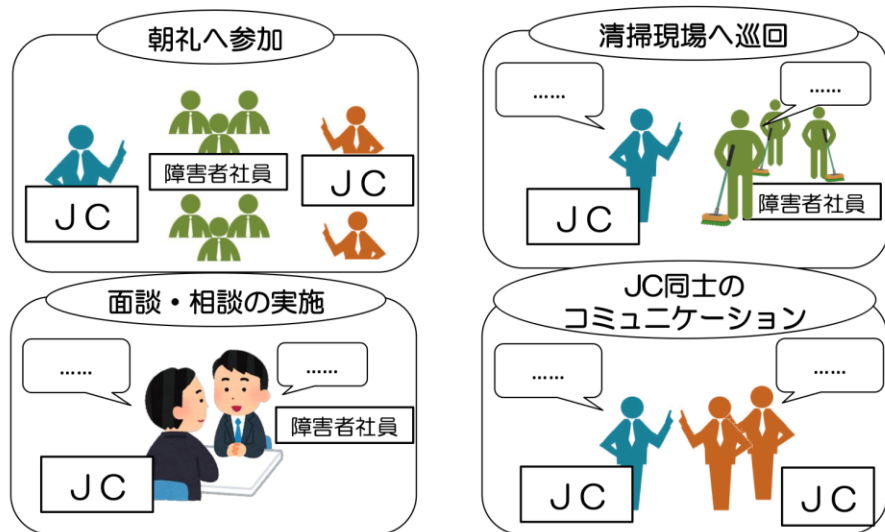 朝礼へ参加
障害者社員
ＪＣ
ＪＣ
清掃現場へ巡回
……
……
ＪＣ
障害者社員
面談・相談の実施
……
……
障害者社員
ＪＣ
JC同士の
コミュニケーション
……
……
ＪＣ
ＪＣ